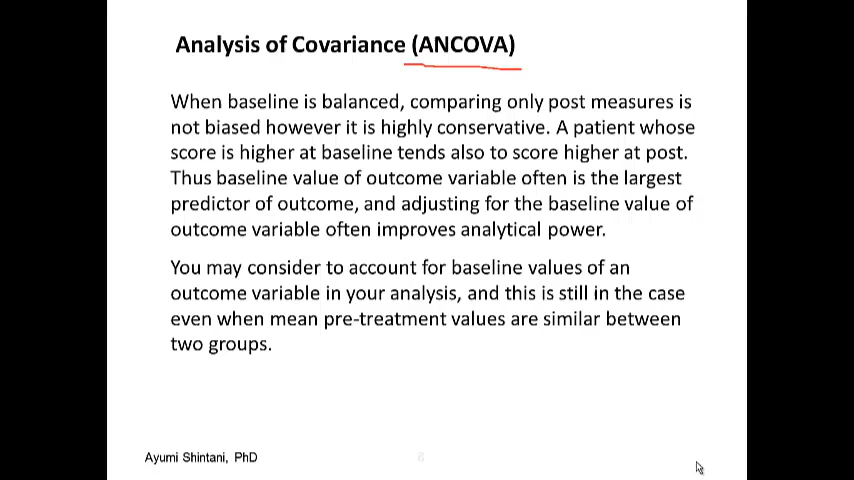 Analysis of Covariance (ANCOVA)
When baseline is balanced, comparing only post measures is
not biased however it is highly conservative. A patient whose
score is higher at baseline tends also to score higher at post.
Thus baseline value of outcome variable often is the largest
predictor of outcome, and adjusting for the baseline value of
outcome variable often improves analytical power.
You may consider to account for baseline values of an
outcome variable in your analysis, and this is still in the case
even when mean pre-treatment values are similar between
two groups.
Ayumi Shintani, PhD